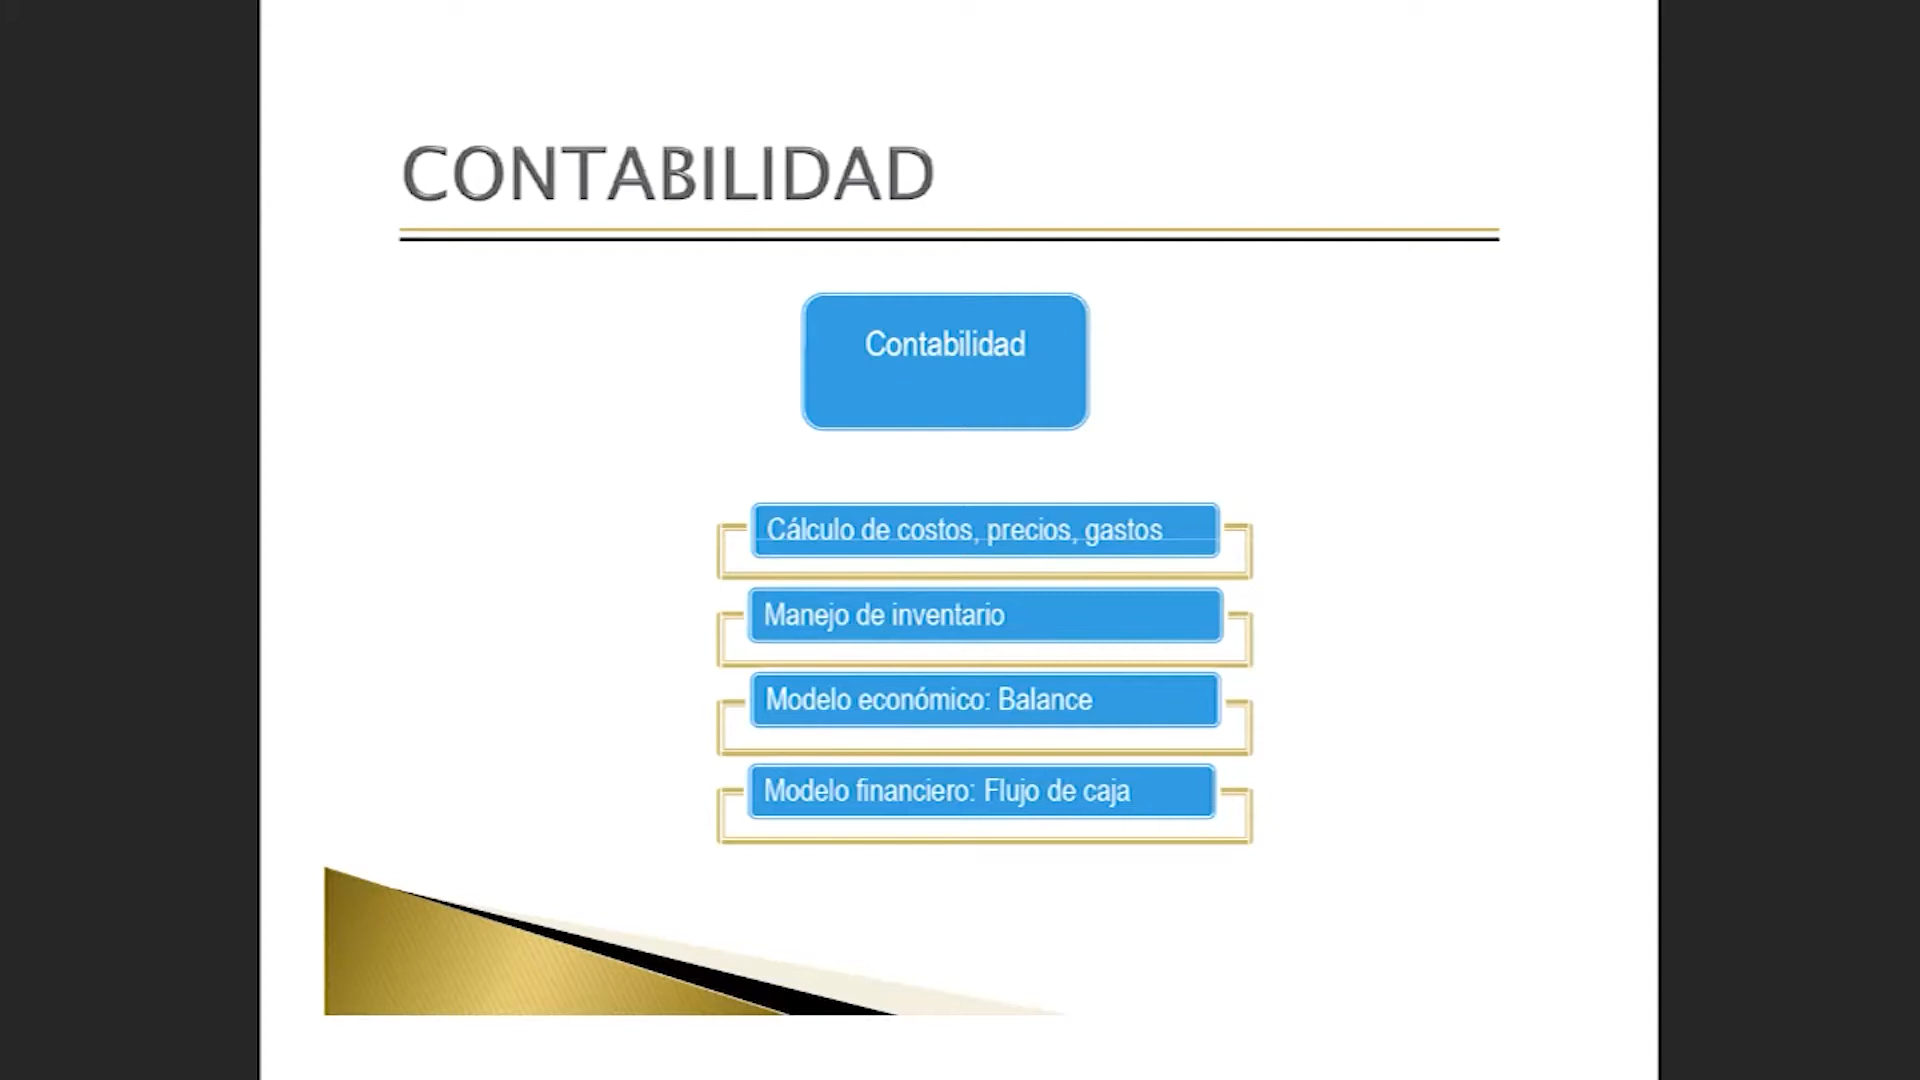 CONTABILIDAD
Contabilidad
Cálculo de costos, precios, gastos
Manejo de inventario
Modelo económico: Balance
Modelo financiero: Flujo de caja